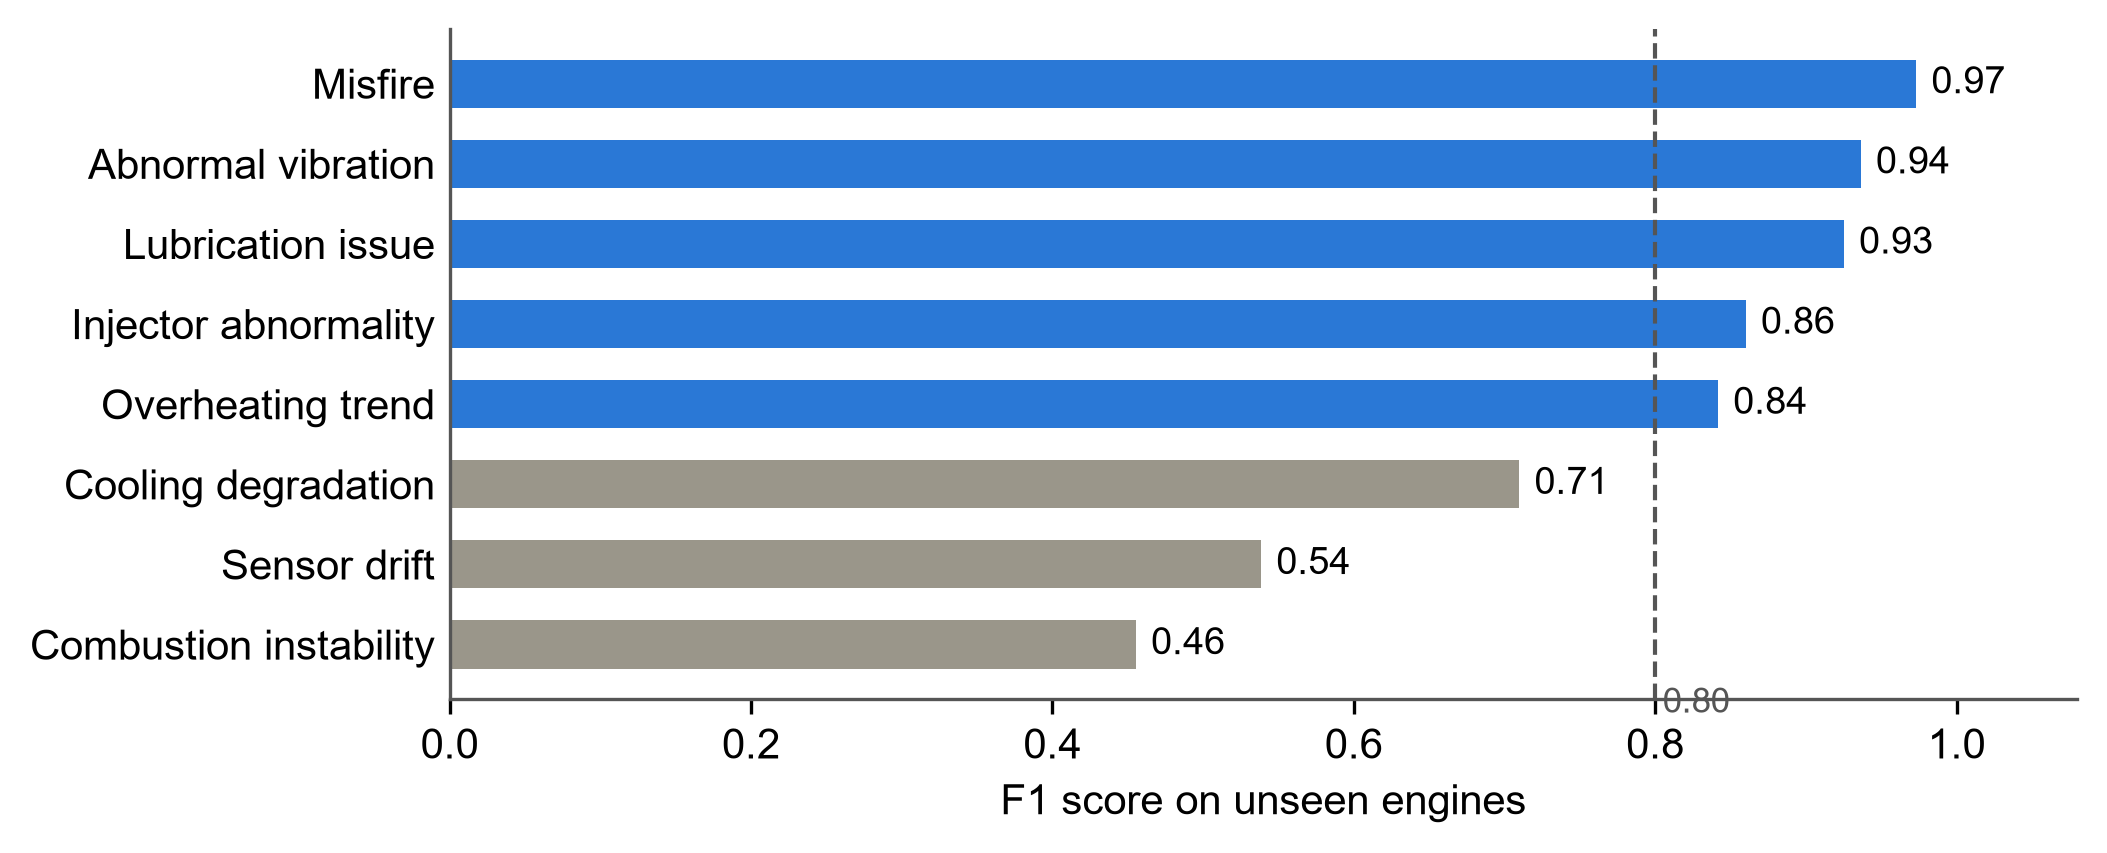 Misfire 0.97
Abnormal vibration 0.94
Lubrication issue 0.93
Injector abnormality 0.86
Overheating trend 0.84
Cooling degradation 0.71
Sensor drift 0.54
Combustion instability 0.46
0.80
0.0 0.2 0.4 0.6 0.8 1.0
F1 score on unseen engines